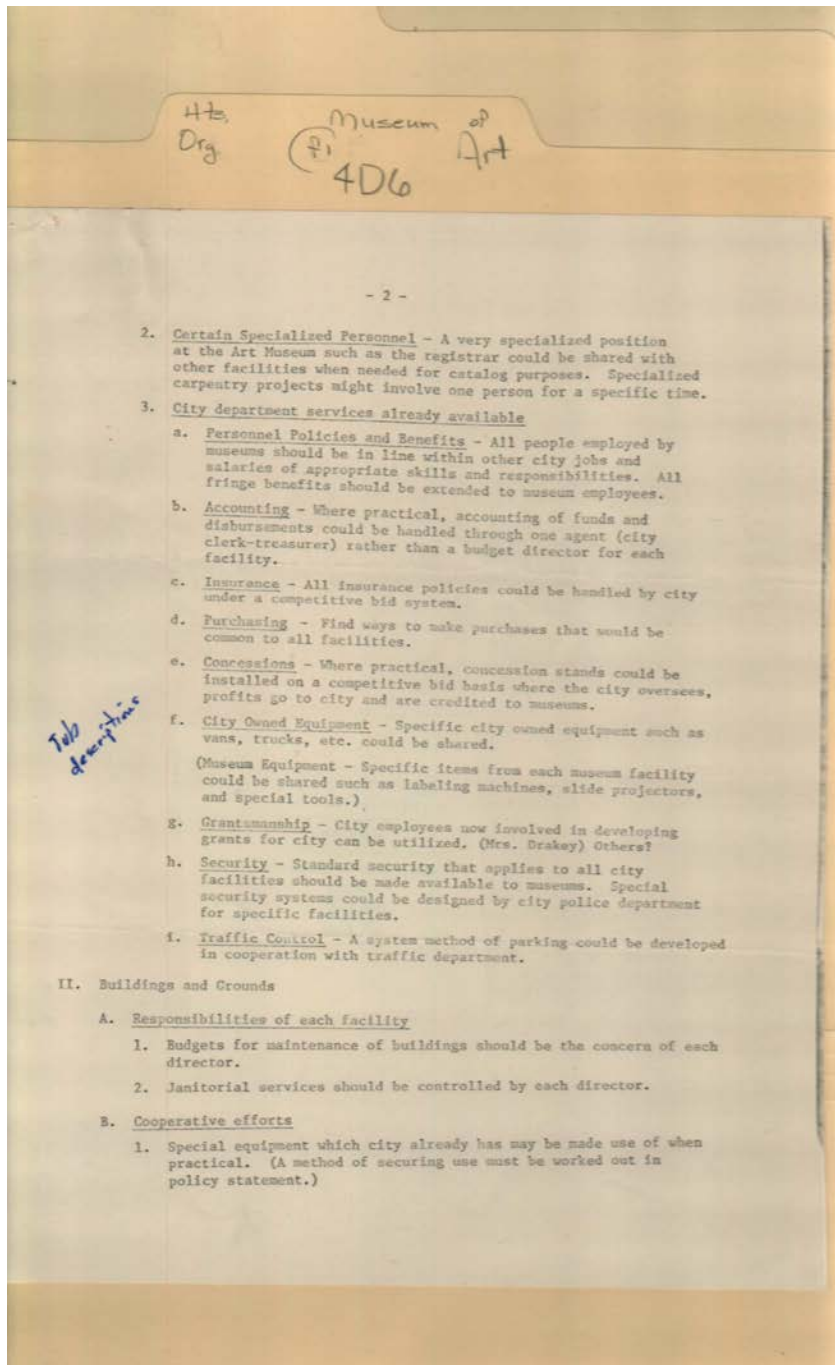 Hts. Museum of
Org Art
4D6
- 2 -
2. Certain Specialized Personnel - A very specialized position
at the Art Museum such as the registrar could be shared with
other facilities when needed for catalog purposes. Specialized
carpentry projects might involve one person for a specific time.
3. City department services already available
a. Personnel Policies and Benefits - All people employed by
museums should be in line within other city jobs and
salaries of appropriate skills and responsibilities. All
fringe benefits should be extended to museum employees.
b. Accounting - Where practical, accounting of funds and
disbursements could be handled through one agent (city
clerk-treasurer) rather than a budget director for each
facility.
c. Insurance - All insurance policies could be handled by city
under a competitive bid system.
d. Purchasing - Find ways to make purchases that would be
common to all facilities.
e. Concessions - Where practical, concession stands could be
installed on a competitive bid basis where the city oversees,
profits go to city and are credited to museums.
Job
descriptions
f. City Owned Equipment - Specific city owned equipment such as
vans, trucks, etc. could be shared.
(Museum Equipment - Specific items from each museum facility
could be shared such as labeling machines, slide projectors,
and special tools.)
g. Grantsmanship - City employees now involved in developing
grants for city can be utilized. (Mrs. Drakey) Others?
h. Security - Standard security that applies to all city
facilities should be made available to museums. Special
security systems could be designed by city police department
for specific facilities.
i. Traffic Control - A system method of parking could be developed
in cooperation with traffic department.
II. Buildings and Grounds
A. Responsibilities of each facility
1. Budgets for maintenance of buildings should be the concern of each
director.
2. Janitorial services should be controlled by each director.
B. Cooperative efforts
1. Special equipment which city already has may be made use of when
practical. (A method of securing use must be worked out in
policy statement.)